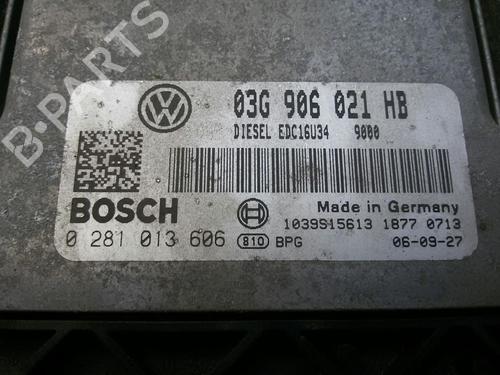 B-PARTS
03G 906 021 HB
DIESEL EDC16U34 9000
BOSCH
Made in Germany
1039S15613 1877 0713
0 281 013 606 810 BPG 06-09-27